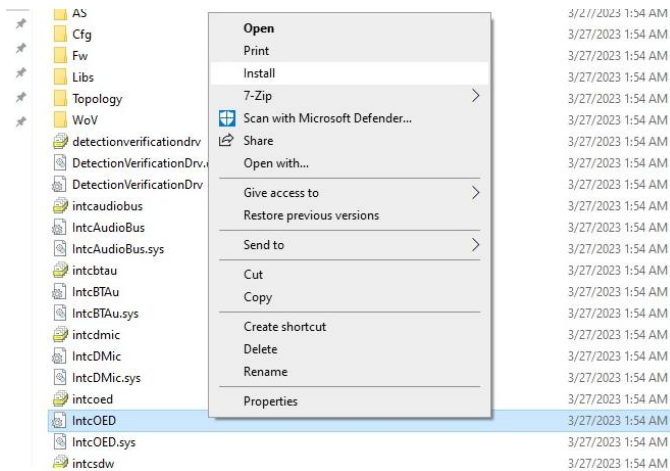 AS 3/27/2023 1:54 AM
Cfg Open 3/27/2023 1:54 AM
Fw Print 3/27/2023 1:54 AM
Libs Install 3/27/2023 1:54 AM
Topology 7-Zip 3/27/2023 1:54 AM
WoV Scan with Microsoft Defender... 3/27/2023 1:54 AM
detectionverificationdrv Share 3/27/2023 1:54 AM
DetectionVerificationDrv. Open with... 3/27/2023 1:54 AM
DetectionVerificationDrv Give access to 3/27/2023 1:54 AM
intcaudiobus Restore previous versions 3/27/2023 1:54 AM
IntcAudioBus 3/27/2023 1:54 AM
IntcAudioBus.sys Send to 3/27/2023 1:54 AM
intcbtau Cut 3/27/2023 1:54 AM
IntcBTAu Copy 3/27/2023 1:54 AM
IntcBTAu.sys 3/27/2023 1:54 AM
intcdmic Create shortcut 3/27/2023 1:54 AM
IntcDMic Delete 3/27/2023 1:54 AM
IntcDMic.sys Rename 3/27/2023 1:54 AM
intcoed Properties 3/27/2023 1:54 AM
IntcOED 3/27/2023 1:54 AM
IntcOED.sys 3/27/2023 1:54 AM
intcsdw 3/27/2023 1:54 AM